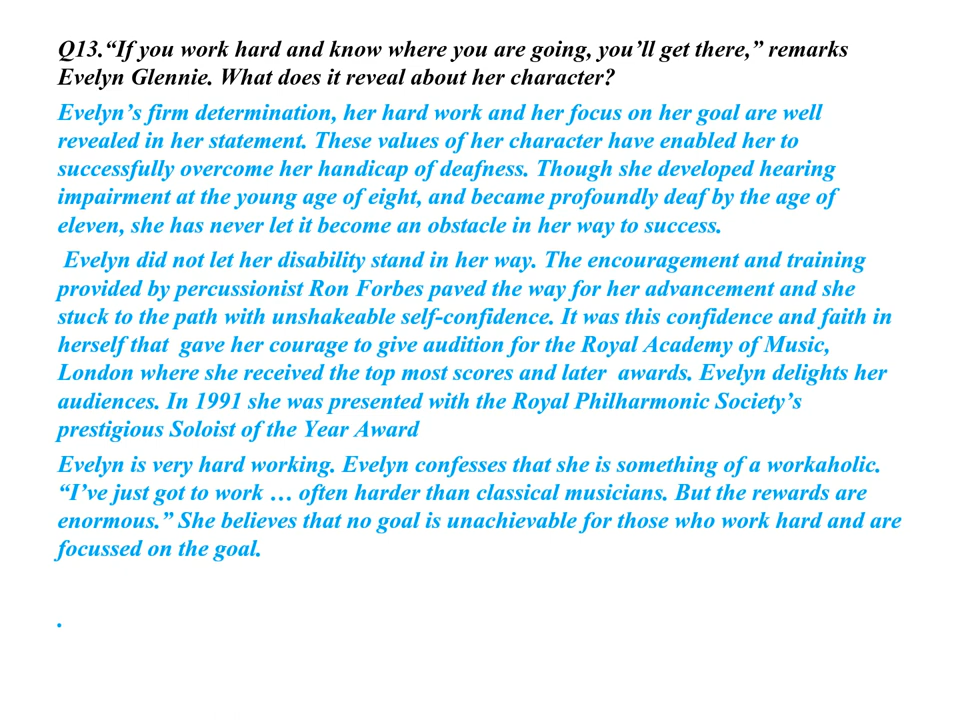 Q13.“If you work hard and know where you are going, you’ll get there,” remarks
Evelyn Glennie. What does it reveal about her character?
Evelyn’s firm determination, her hard work and her focus on her goal are well
revealed in her statement. These values of her character have enabled her to
successfully overcome her handicap of deafness. Though she developed hearing
impairment at the young age of eight, and became profoundly deaf by the age of
eleven, she has never let it become an obstacle in her way to success.
Evelyn did not let her disability stand in her way. The encouragement and training
provided by percussionist Ron Forbes paved the way for her advancement and she
stuck to the path with unshakeable self-confidence. It was this confidence and faith in
herself that gave her courage to give audition for the Royal Academy of Music,
London where she received the top most scores and later awards. Evelyn delights her
audiences. In 1991 she was presented with the Royal Philharmonic Society’s
prestigious Soloist of the Year Award
Evelyn is very hard working. Evelyn confesses that she is something of a workaholic.
“I’ve just got to work … often harder than classical musicians. But the rewards are
enormous.” She believes that no goal is unachievable for those who work hard and are
focussed on the goal.
.